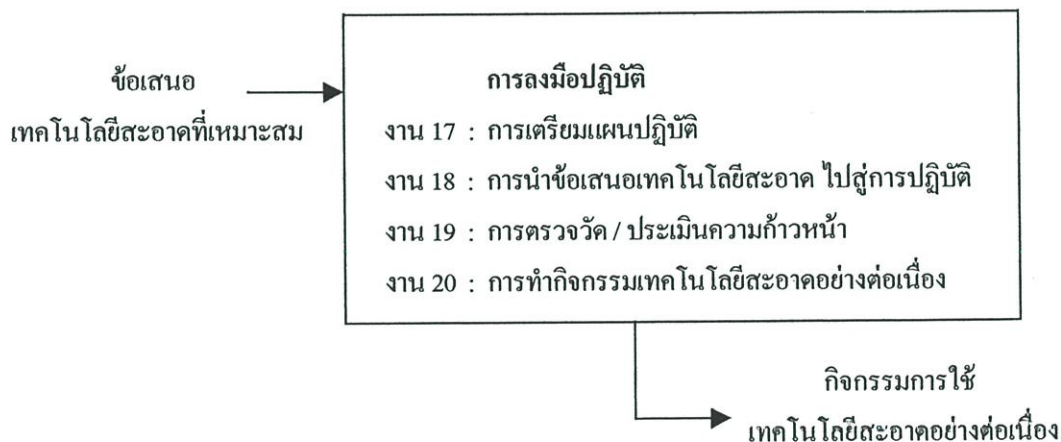 ข้อเสนอ
เทคโนโลยีสะอาดที่เหมาะสม
การลงมือปฏิบัติ
งาน 17 : การเตรียมแผนปฏิบัติ
งาน 18 : การนำข้อเสนอเทคโนโลยีสะอาด ไปสู่การปฏิบัติ
งาน 19 : การตรวจวัด / ประเมินความก้าวหน้า
งาน 20 : การทำกิจกรรมเทคโนโลยีสะอาดอย่างต่อเนื่อง
กิจกรรมการใช้
เทคโนโลยีสะอาดอย่างต่อเนื่อง